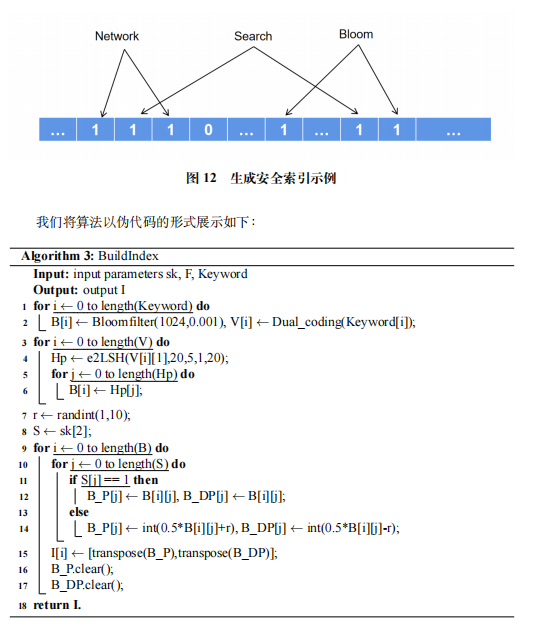 Network
Search
Bloom
... 1 1 1 0 ... 1 ... 1 1 ...
图 12 生成安全索引示例
我们将算法以伪代码的形式展示如下：
Algorithm 3: BuildIndex
Input: input parameters sk, F, Keyword
Output: output I
1 for i ← 0 to length(Keyword) do
2 B[i] ← Bloomfilter(1024,0.001), V[i] ← Dual_coding(Keyword[i]);
3 for i ← 0 to length(V) do
4 Hp ← e2LSH(V[i][1],20,5,1,20);
5 for j ← 0 to length(Hp) do
6 B[i] ← Hp[j];
7 r ← randint(1,10);
8 S ← sk[2];
9 for i ← 0 to length(B) do
10 for j ← 0 to length(S) do
11 if S[j] == 1 then
12 B_P[j] ← B[i][j], B_DP[j] ← B[i][j];
13 else
14 B_P[j] ← int(0.5*B[i][j]+r), B_DP[j] ← int(0.5*B[i][j]-r);
15 I[i] ← [transpose(B_P),transpose(B_DP)];
16 B_P.clear();
17 B_DP.clear();
18 return I.